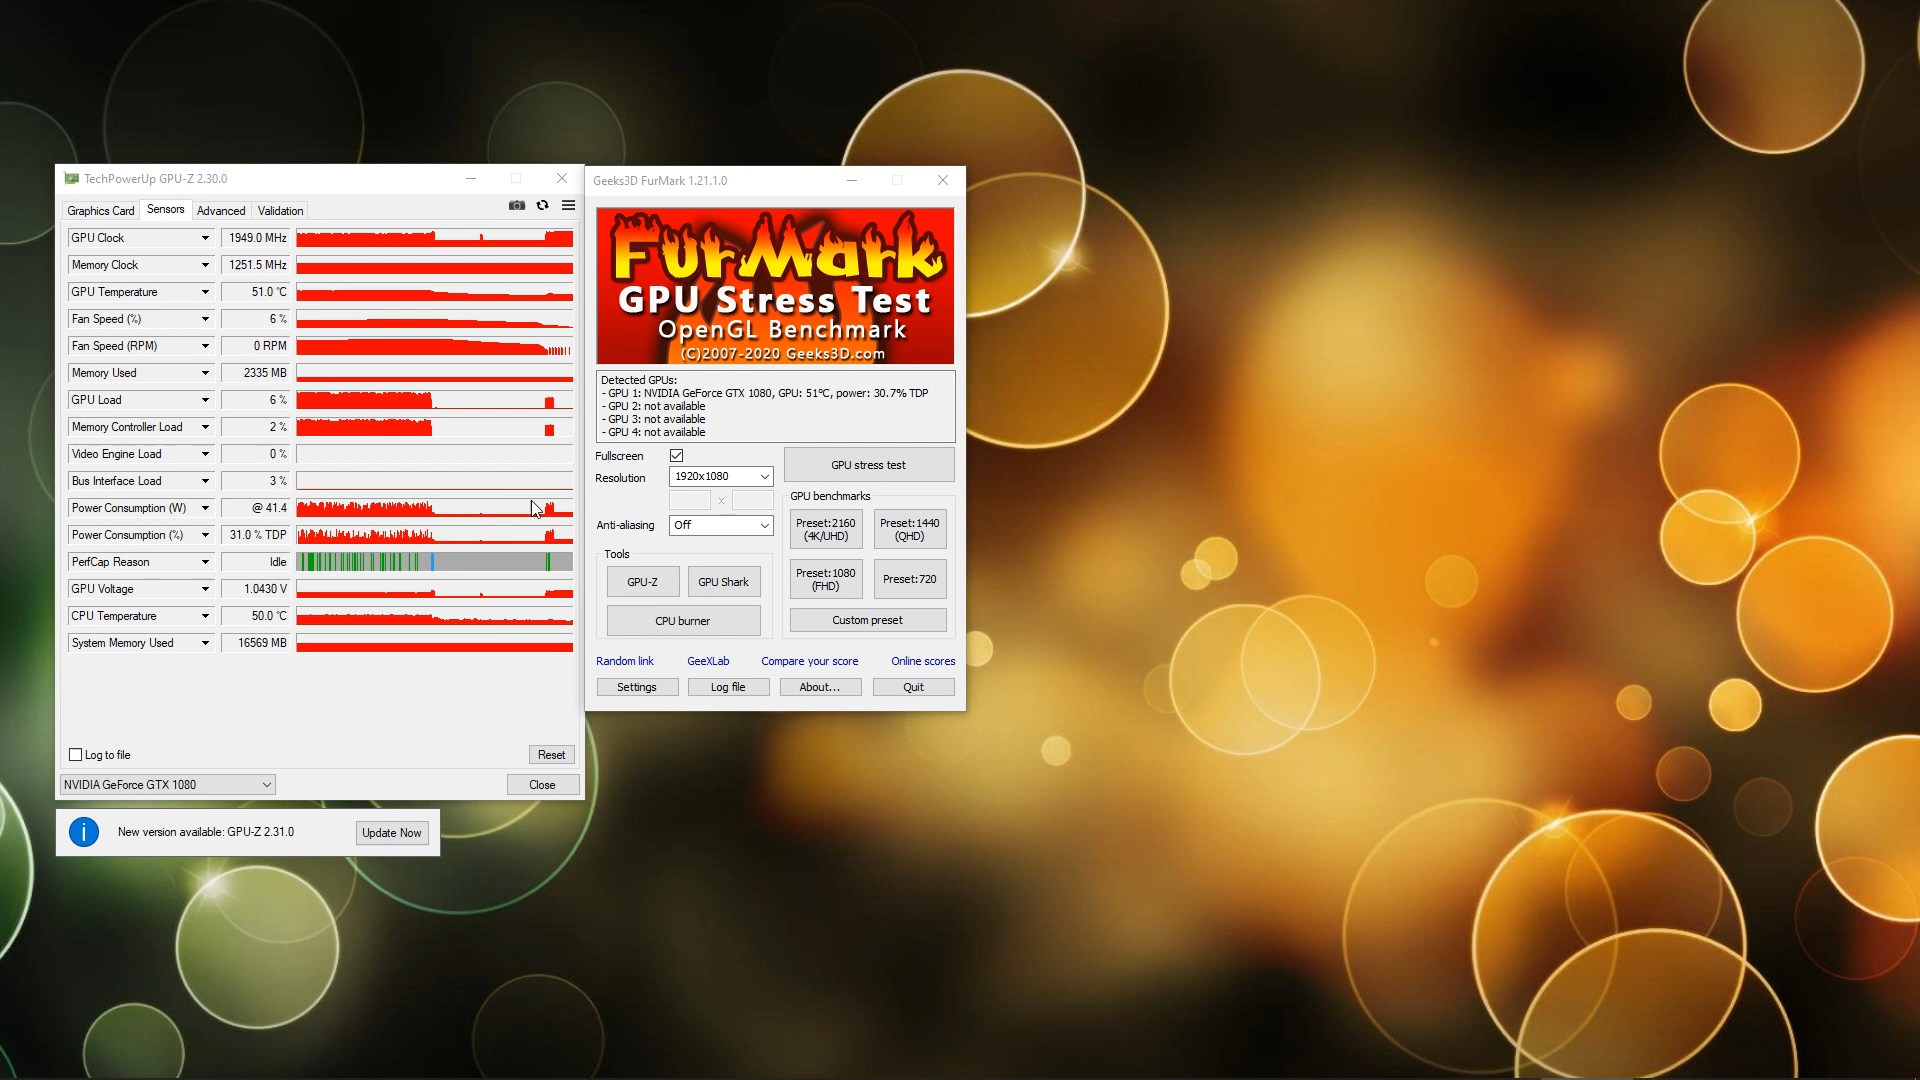 TechPowerUp GPU-Z 2.30.0
Graphics Card Sensors Advanced Validation
GPU Clock 1949.0 MHz
Memory Clock 1251.5 MHz
GPU Temperature 51.0 °C
Fan Speed (%) 6 %
Fan Speed (RPM) 0 RPM
Memory Used 2335 MB
GPU Load 6 %
Memory Controller Load 2 %
Video Engine Load 0 %
Bus Interface Load 3 %
Power Consumption (W) @ 41.4
Power Consumption (%) 31.0 % TDP
PerfCap Reason Idle
GPU Voltage 1.0430 V
CPU Temperature 50.0 °C
System Memory Used 16569 MB
Log to file Reset
NVIDIA GeForce GTX 1080 Close
i New version available: GPU-Z 2.31.0 Update Now
Geeks3D FurMark 1.21.1.0
FurMark
GPU Stress Test
OpenGL Benchmark
(C)2007-2020 Geeks3D.com
Detected GPUs:
- GPU 1: NVIDIA GeForce GTX 1080, GPU: 51°C, power: 30.7% TDP
- GPU 2: not available
- GPU 3: not available
- GPU 4: not available
Fullscreen
Resolution 1920x1080
x
Anti-aliasing Off
GPU stress test
GPU benchmarks
Preset:2160
(4K/UHD)
Preset:1440
(QHD)
Preset:1080
(FHD)
Preset:720
Custom preset
Tools
GPU-Z GPU Shark
CPU burner
Random link GeeXLab Compare your score Online scores
Settings Log file About... Quit